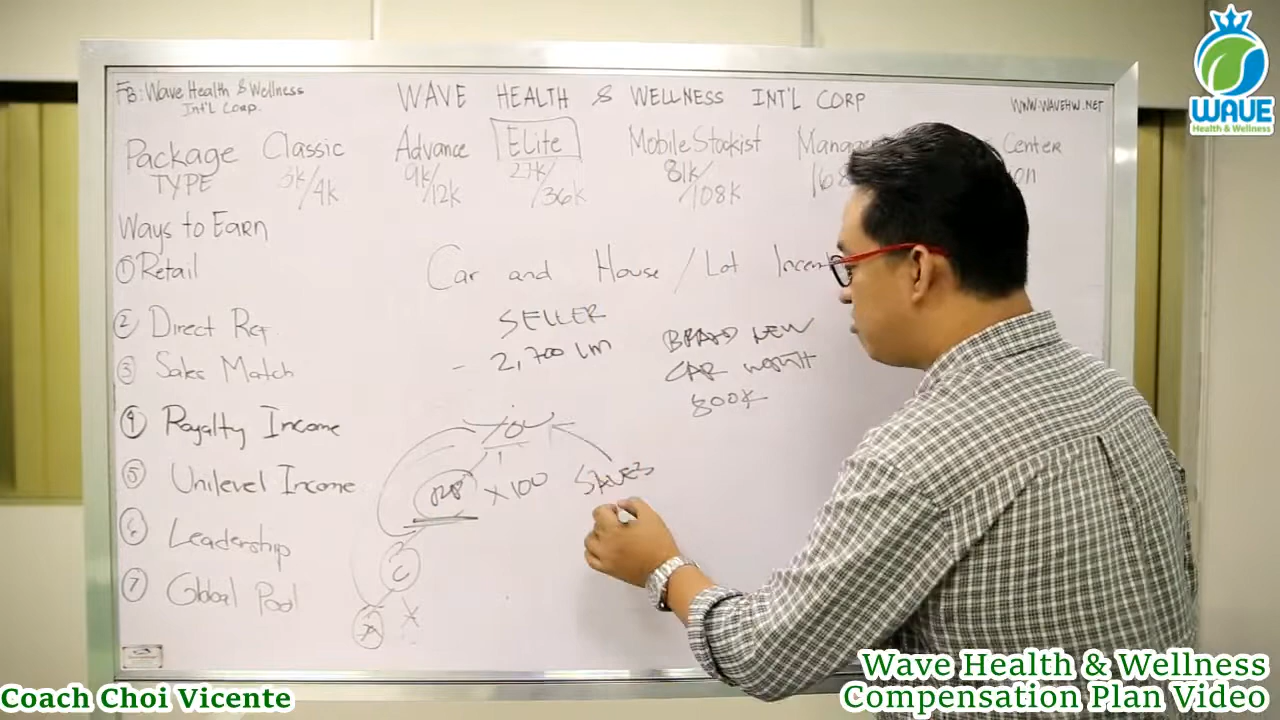 FB: Wave Health & Wellness
Int'l Corp.
WAVE HEALTH & WELLNESS INT'L CORP
WWW.WAVEHW.NET
WAVE
Health & Wellness
Package
TYPE
Classic
3k/4k
Advance
9k/12k
Elite
27k/36k
Mobile Stockist
81k/108k
Center
Ways to Earn
① Retail
② Direct Ref.
③ Sales Match
④ Royalty Income
⑤ Unilevel Income
⑥ Leadership
⑦ Global Pool
Car and House / Lot
SELLER
- 2,700
BRAND NEW
CAR WORTH
800K
YOU
X 100
SALES
C
A
X
Coach Choi Vicente
Wave Health & Wellness
Compensation Plan Video